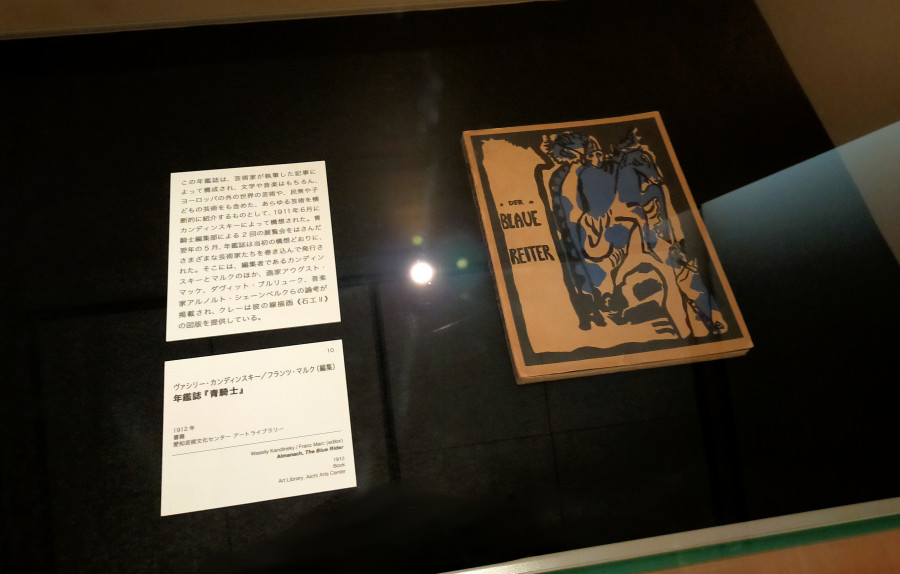 この年鑑誌は、芸術家が執筆した記事に
よって構成され、文学や音楽はもちろん、
ヨーロッパの外の世界の芸術や、民衆や子
どもの芸術をも含めた、あらゆる芸術を横
断的に紹介するものとして、1911年6月に
カンディンスキーによって構想された。青
騎士編集部による2回の展覧会をはさんだ
翌年の5月、年鑑誌は当初の構想どおりに、
さまざまな芸術家たちを巻き込んで発行さ
れた。そこには、編集者であるカンディン
スキーとマルクのほか、画家アウグスト・
マッケ、ダヴィット・ブルリューク、音楽
家アルノルト・シェーンベルクらの論考が
掲載され、クレーは彼の線描画《石工II》
の図版を提供している。
10
ヴァシリー・カンディンスキー/フランツ・マルク(編集)
年鑑誌『青騎士』
1912年
書籍
愛知芸術文化センター アートライブラリー
Wassily Kandinsky / Franz Marc (editor)
Almanach, The Blue Rider
1912
Book
Art Library, Aichi Arts Center
DER
BLAUE
REITER